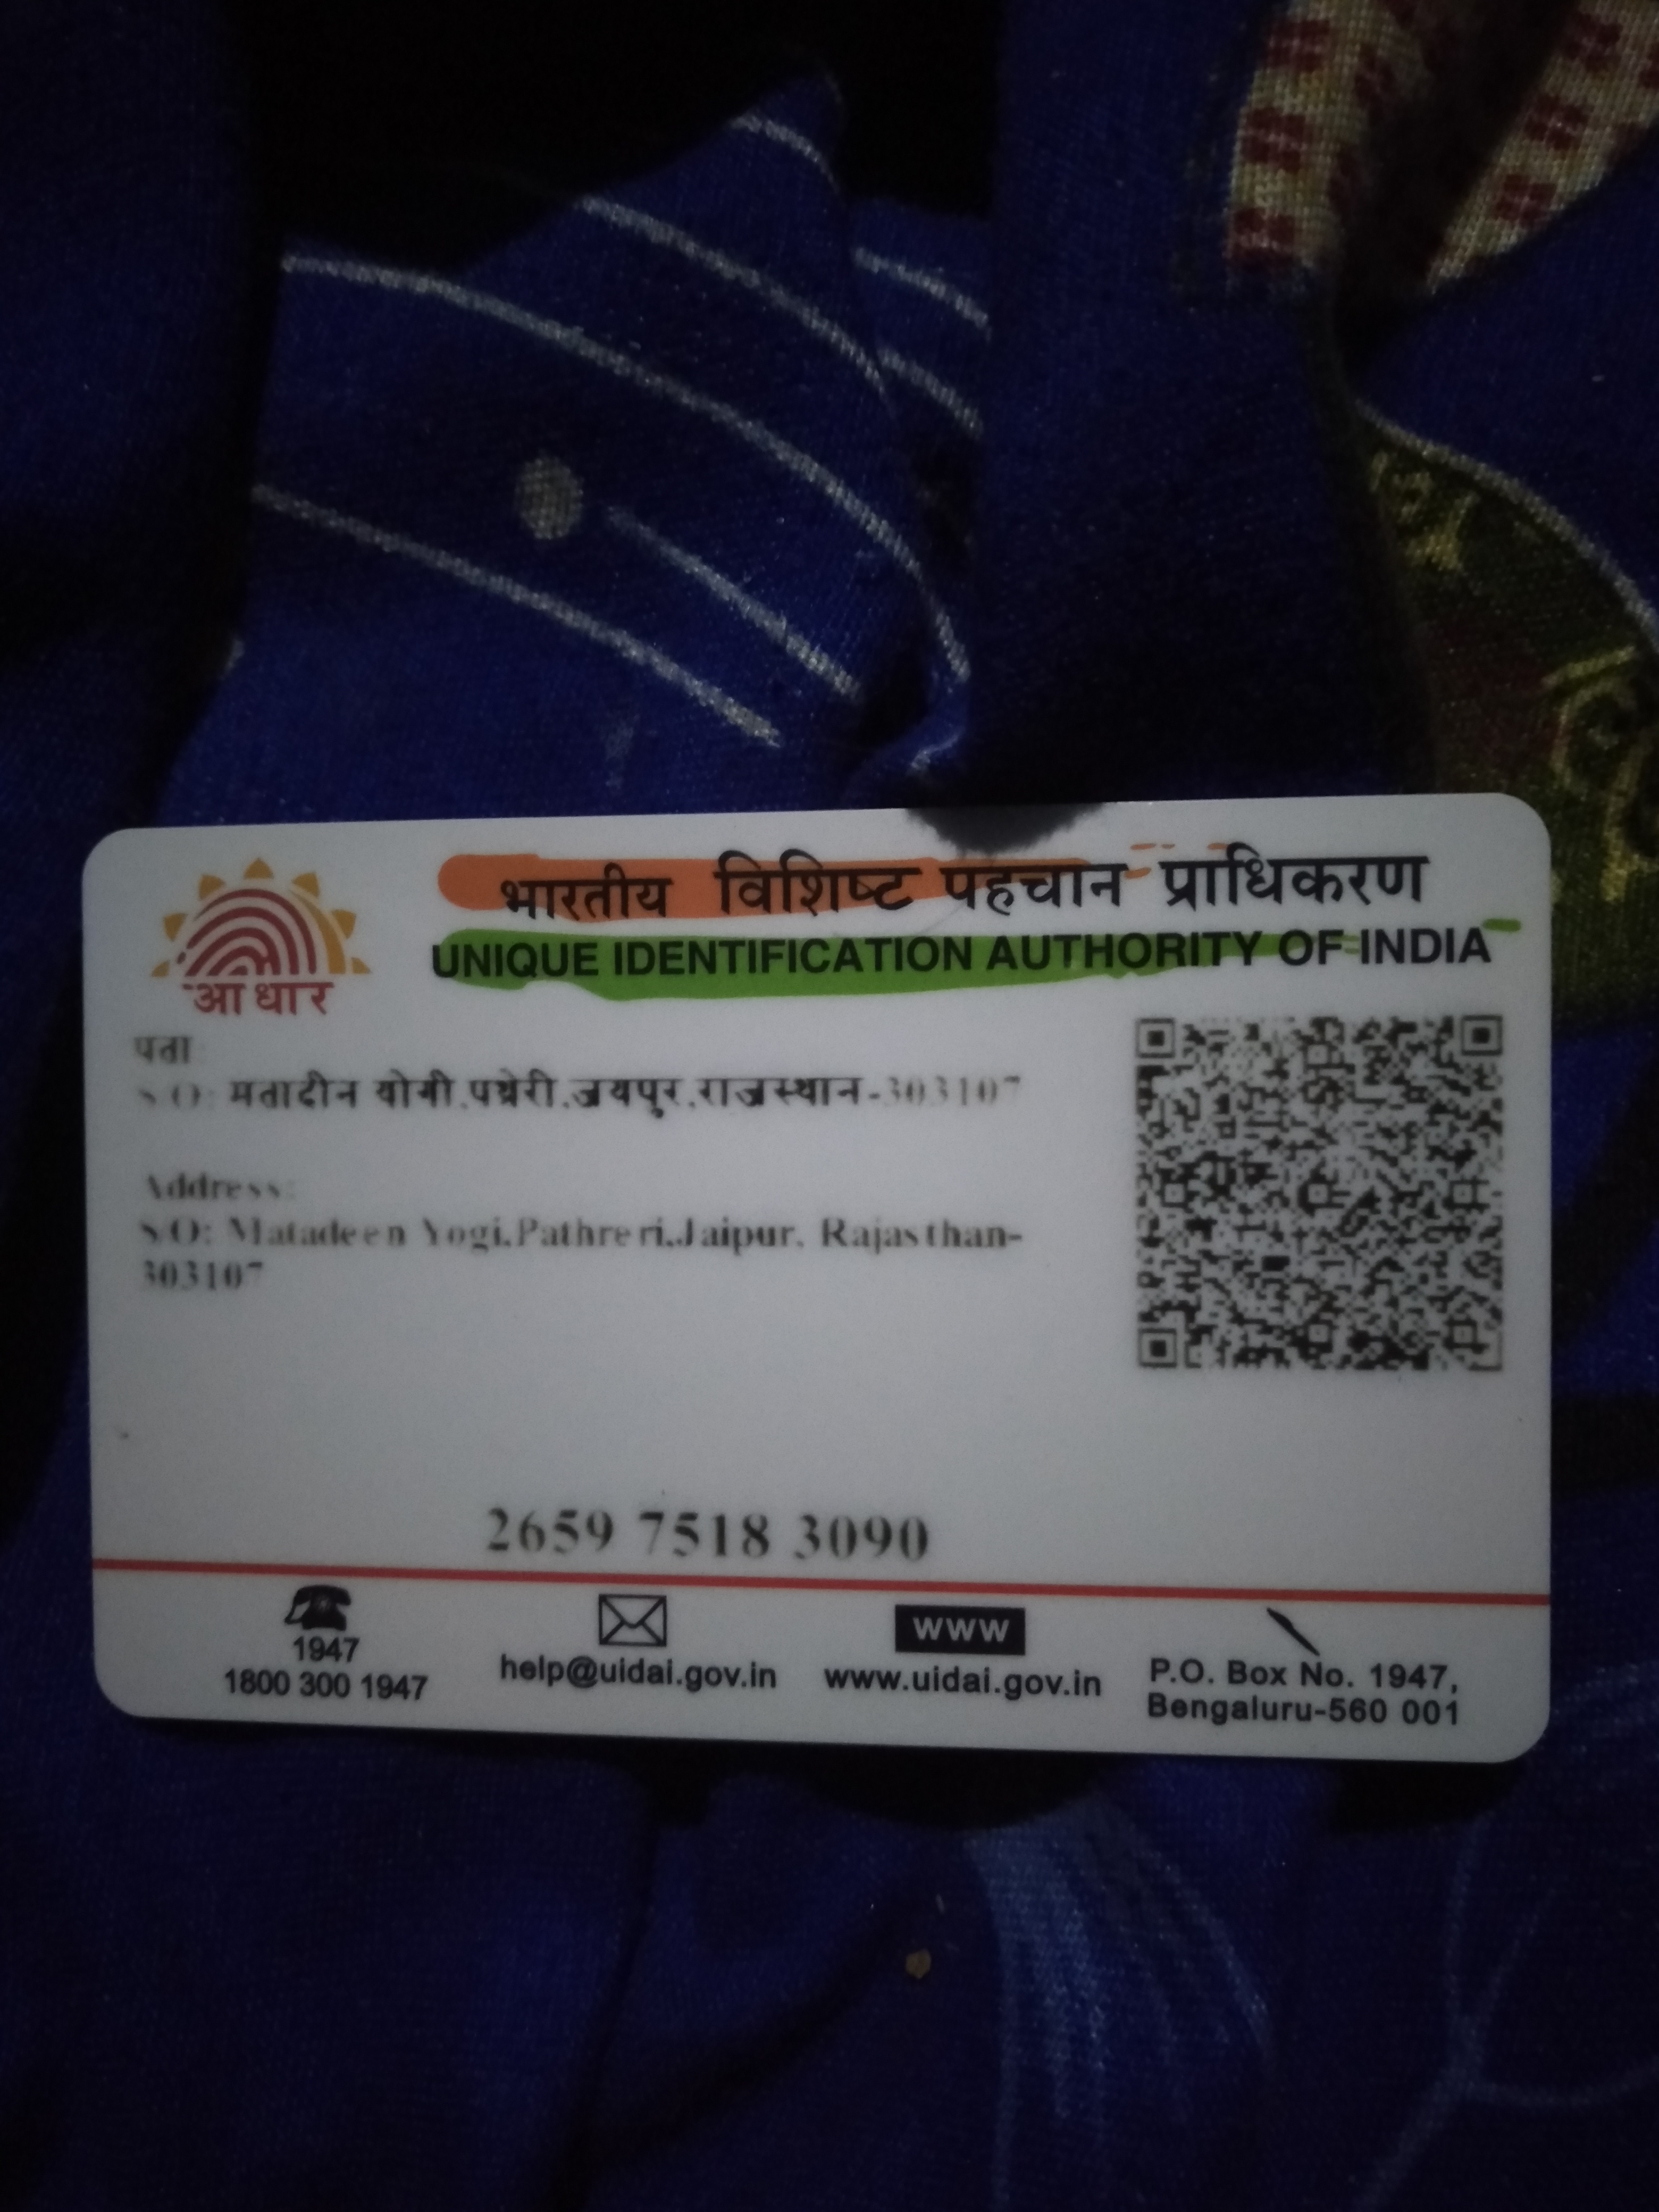 भारतीय विशिष्ट पहचान प्राधिकरण
UNIQUE IDENTIFICATION AUTHORITY OF INDIA
आधार
पता
S/O: मतादीन योगी,पथ्रेरी,जयपुर,राजस्थान-303107
Address:
S/O: Matadeen Yogi,Pathreri,Jaipur, Rajasthan-
303107
2659 7518 3090
1947
1800 300 1947
help@uidai.gov.in
www
www.uidai.gov.in
P.O. Box No. 1947,
Bengaluru-560 001